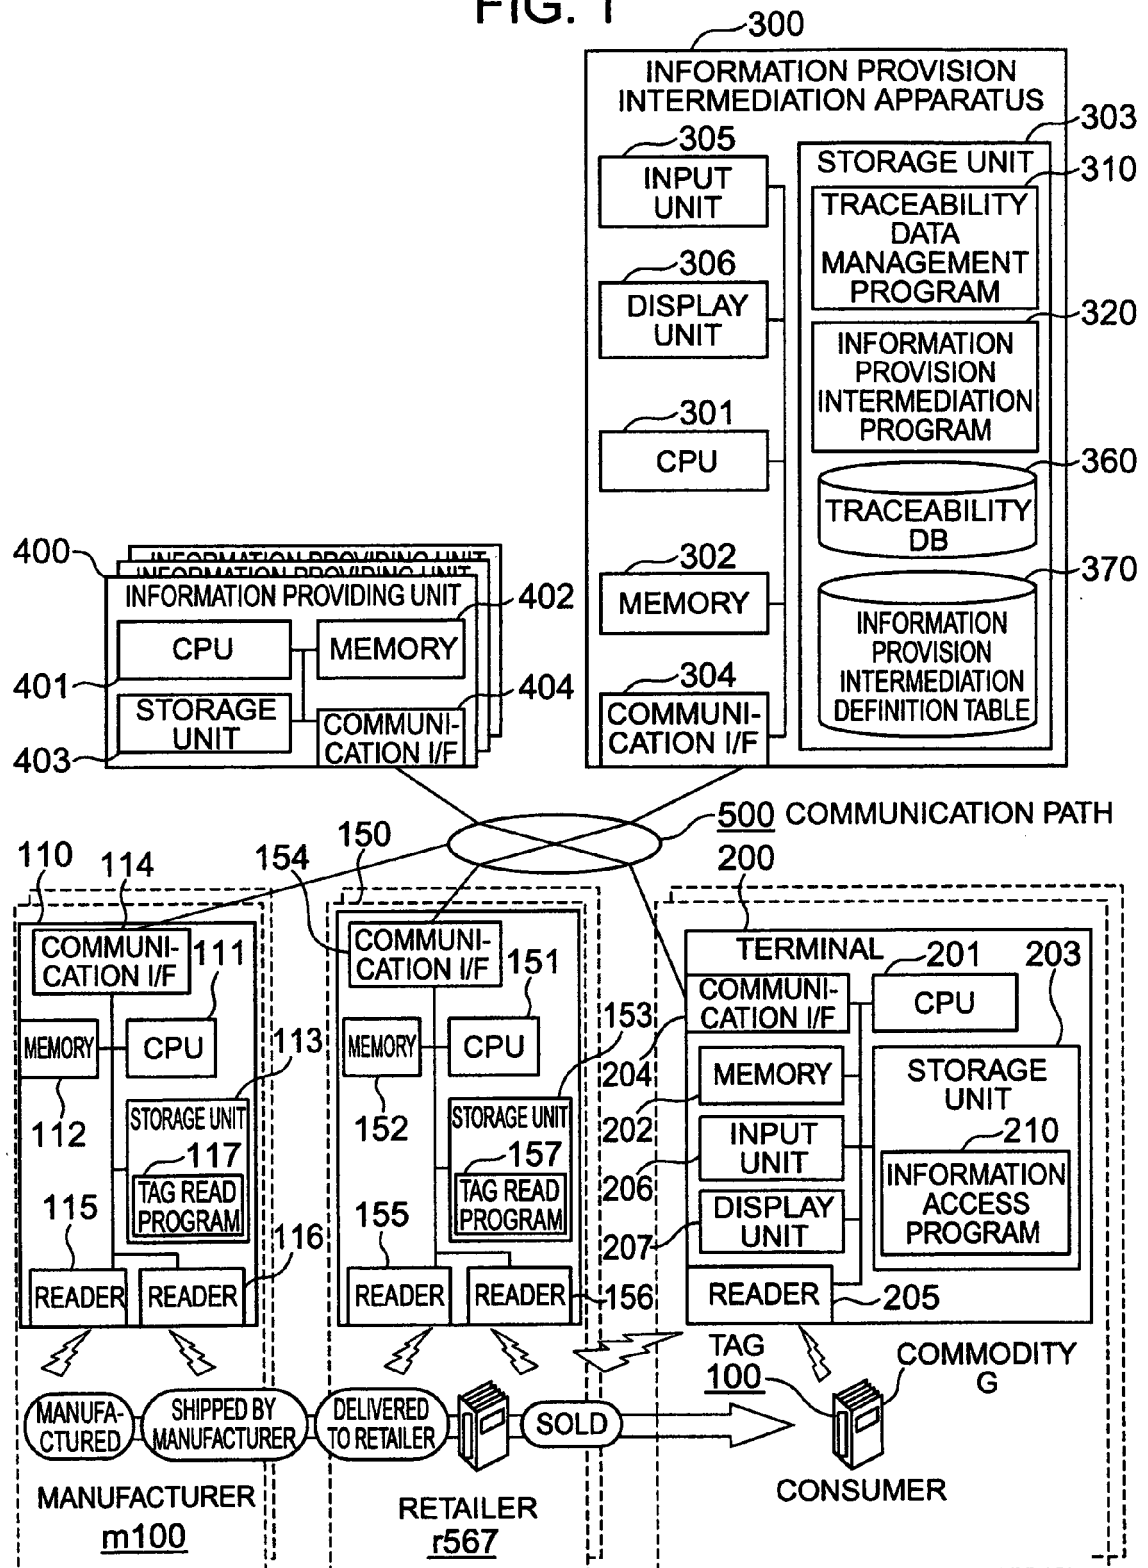 FIG. 1
300
INFORMATION PROVISION
INTERMEDIATION APPARATUS
303
305
INPUT
UNIT
STORAGE UNIT
310
TRACEABILITY
DATA
MANAGEMENT
PROGRAM
306
DISPLAY
UNIT
320
INFORMATION
PROVISION
INTERMEDIATION
PROGRAM
301
CPU
360
TRACEABILITY
DB
302
MEMORY
370
INFORMATION
PROVISION
INTERMEDIATION
DEFINITION TABLE
304
COMMUNI-
CATION I/F
400
INFORMATION PROVIDING UNIT
INFORMATION PROVIDING UNIT
INFORMATION PROVIDING UNIT
402
CPU
MEMORY
401
404
STORAGE
UNIT
COMMUNI-
CATION I/F
403
500 COMMUNICATION PATH
110
114
COMMUNI-
CATION I/F
111
MEMORY
CPU
112
113
STORAGE UNIT
117
TAG READ
PROGRAM
115
116
READER
READER
150
154
COMMUNI-
CATION I/F
151
MEMORY
CPU
153
152
STORAGE UNIT
157
TAG READ
PROGRAM
155
READER
READER
156
200
TERMINAL
201
203
COMMUNI-
CATION I/F
CPU
204
MEMORY
STORAGE
UNIT
202
INPUT
UNIT
210
206
INFORMATION
ACCESS
PROGRAM
DISPLAY
UNIT
207
READER
205
TAG
100
COMMODITY
G
MANUFA-
CTURED
SHIPPED BY
MANUFACTURER
DELIVERED
TO RETAILER
SOLD
MANUFACTURER
m100
RETAILER
r567
CONSUMER